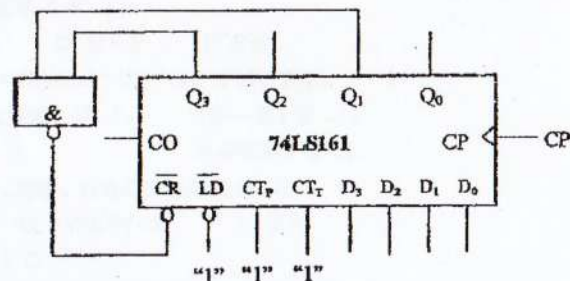 Q₃ Q₂ Q₁ Q₀
&
CO 74LS161 CP CP
CR LD CTₚ CTₜ D₃ D₂ D₁ D₀
“1” “1” “1”